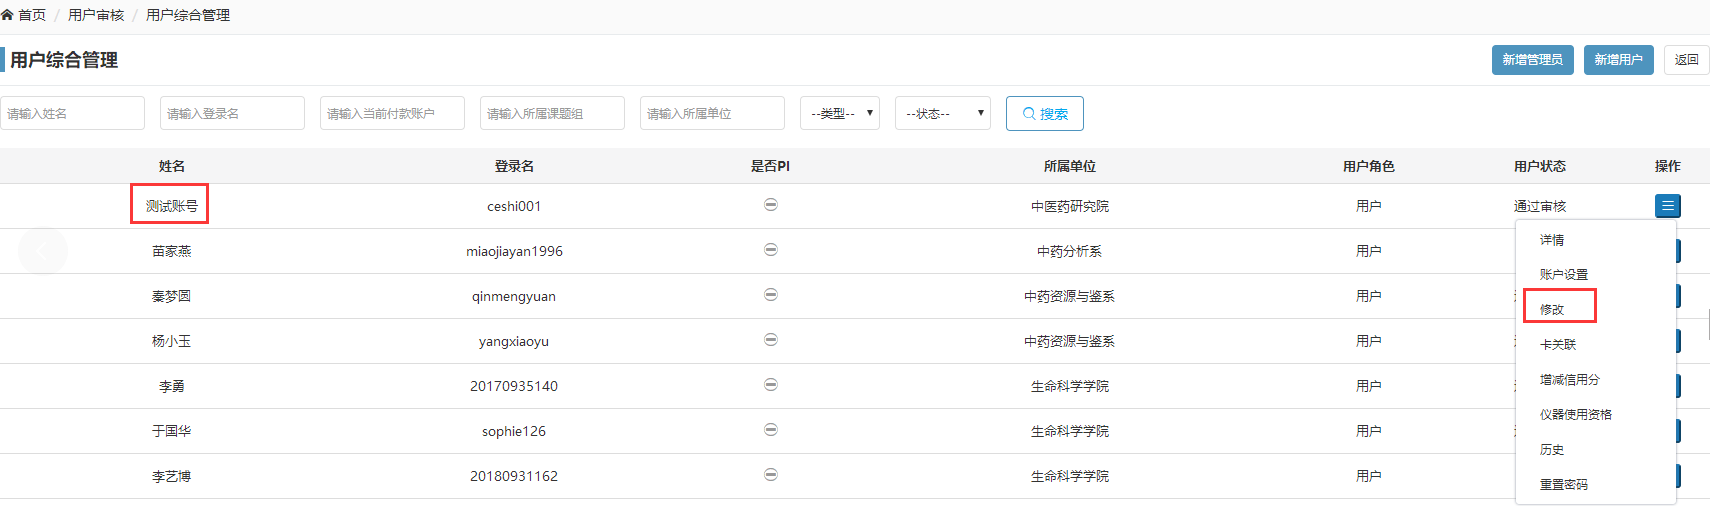 首页 / 用户审核 / 用户综合管理
用户综合管理 新增管理员 新增用户 返回
请输入姓名 请输入登录名 请输入当前付款账户 请输入所属课题组 请输入所属单位 --类型-- --状态-- 搜索
姓名 登录名 是否PI 所属单位 用户角色 用户状态 操作
测试账号 ceshi001 中医药研究院 用户 通过审核
苗家燕 miaojiayan1996 中药分析系 用户
秦梦圆 qinmengyuan 中药资源与鉴系 用户
杨小玉 yangxiaoyu 中药资源与鉴系 用户
李勇 20170935140 生命科学学院 用户
于国华 sophie126 生命科学学院 用户
李艺博 20180931162 生命科学学院 用户
详情
账户设置
修改
卡关联
增减信用分
仪器使用资格
历史
重置密码